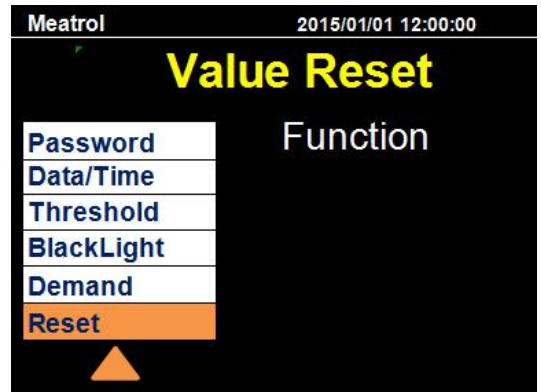 Meatrol 2015/01/01 12:00:00
Value Reset
Function
Password
Data/Time
Threshold
BlackLight
Demand
Reset